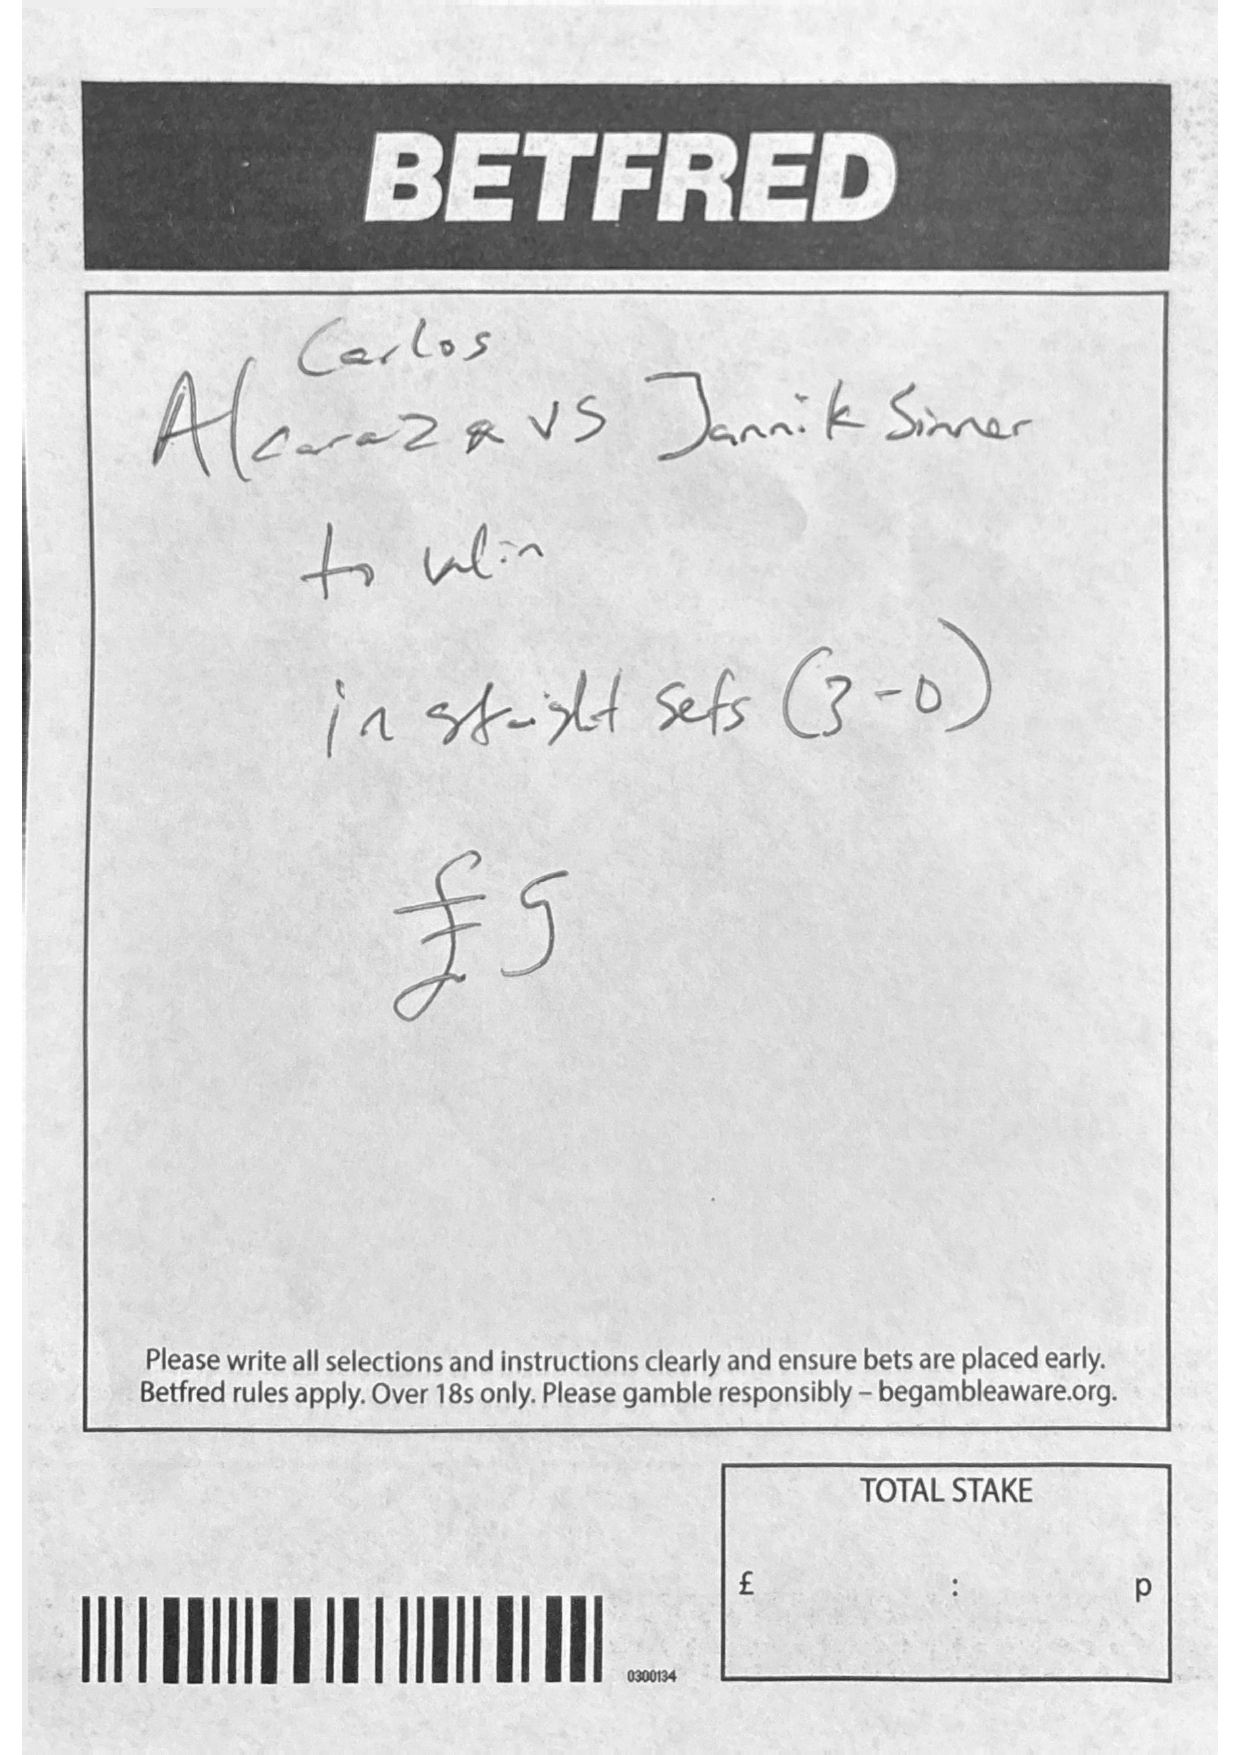 BETFRED
Carlos
Alcaraz vs Jannik Sinner
to win
in straight sets (3-0)
£5
Please write all selections and instructions clearly and ensure bets are placed early.
Betfred rules apply. Over 18s only. Please gamble responsibly – begambleaware.org.
TOTAL STAKE
£ : p
0300134